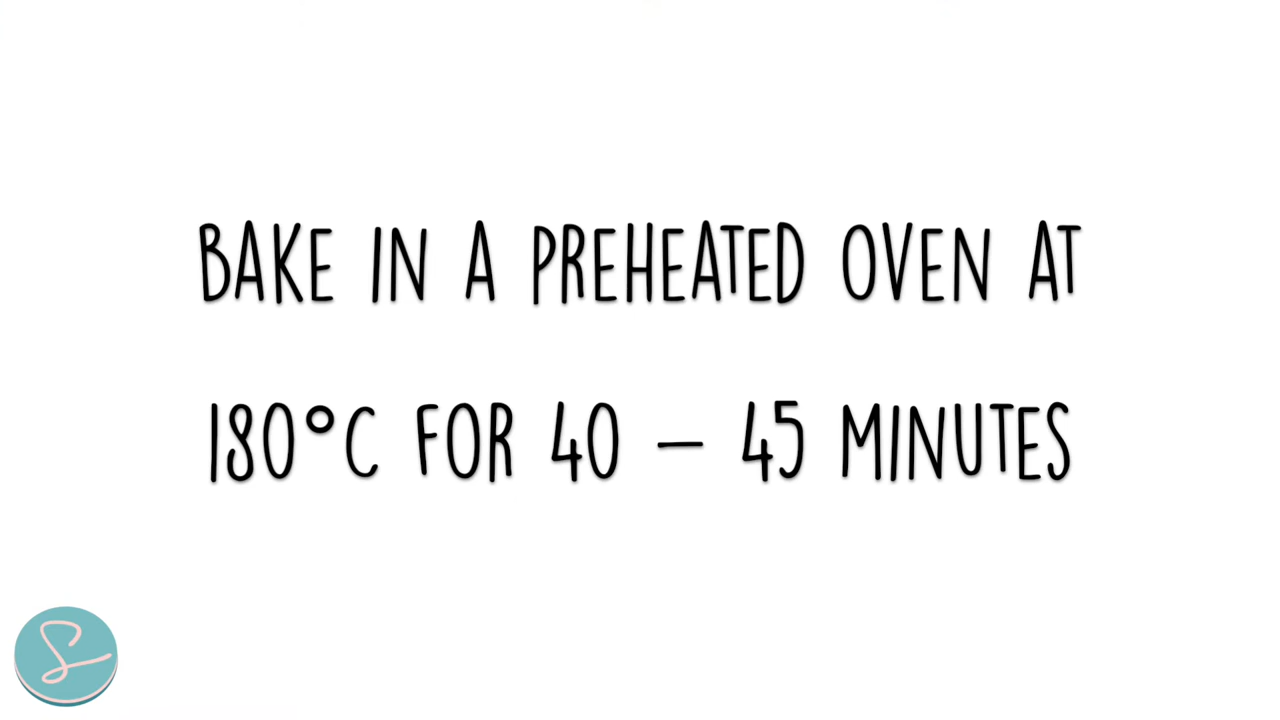 BAKE IN A PREHEATED OVEN AT
180°C FOR 40 – 45 MINUTES
S